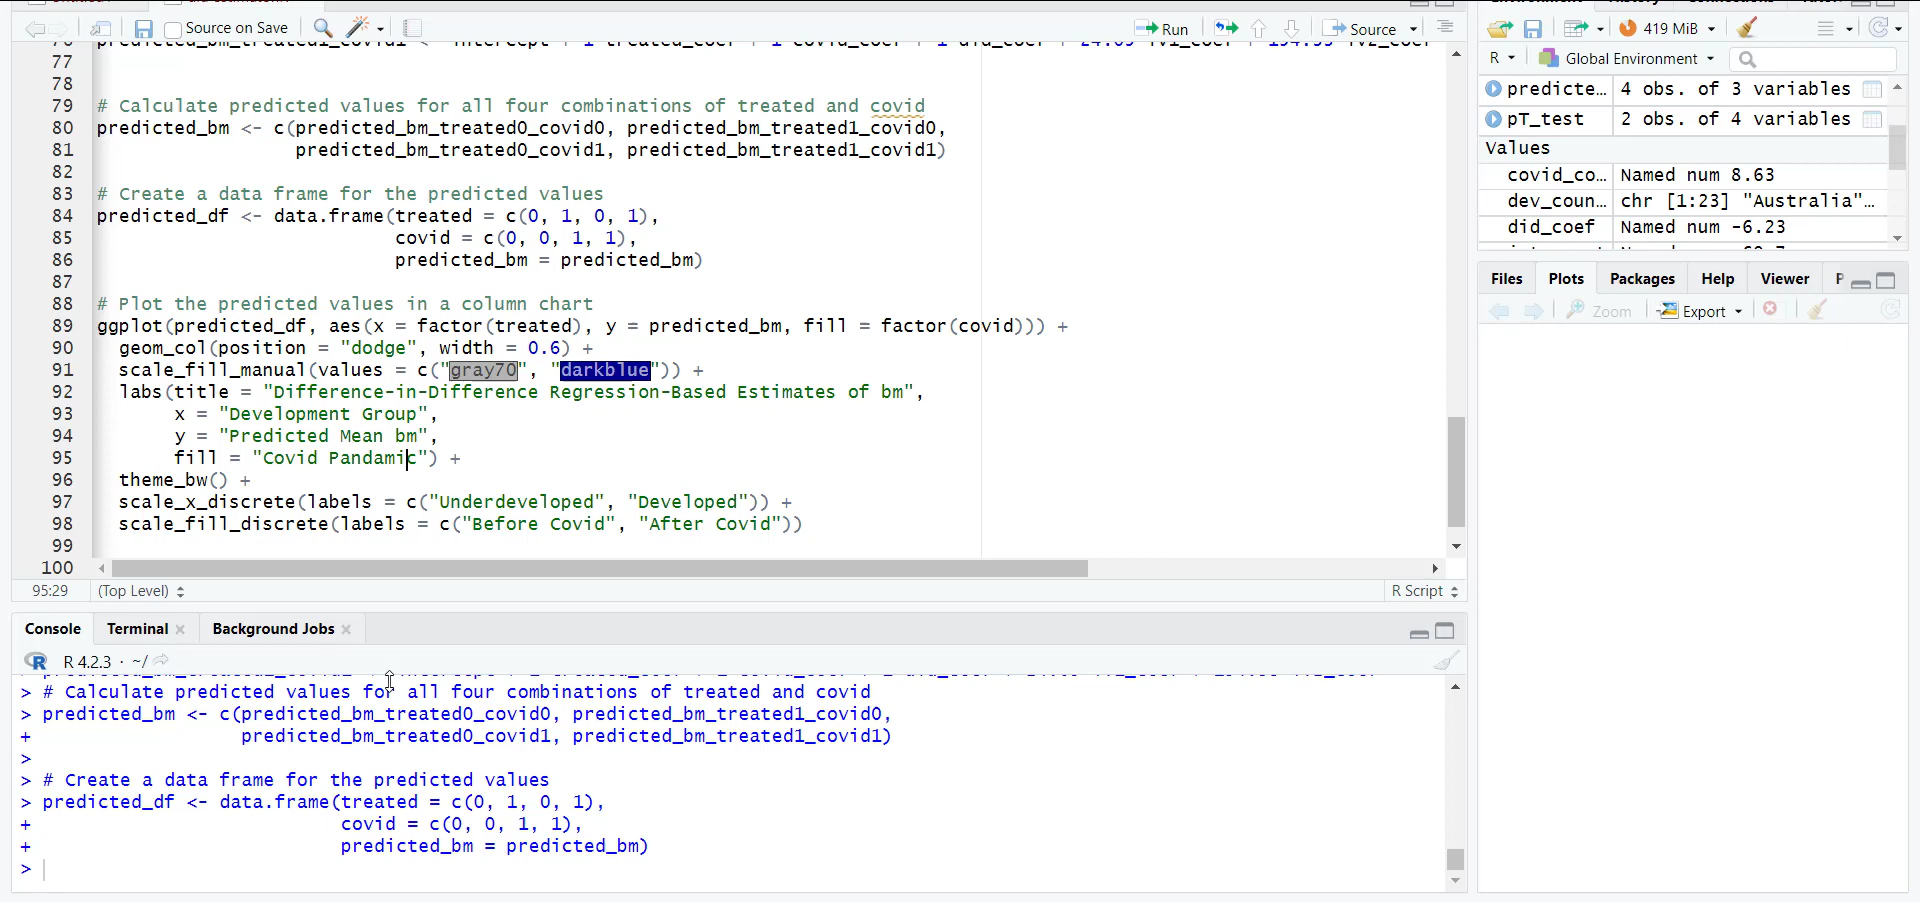 Source on Save
Run
Source
77
78
79 # Calculate predicted values for all four combinations of treated and covid
80 predicted_bm <- c(predicted_bm_treated0_covid0, predicted_bm_treated1_covid0,
81 predicted_bm_treated0_covid1, predicted_bm_treated1_covid1)
82
83 # Create a data frame for the predicted values
84 predicted_df <- data.frame(treated = c(0, 1, 0, 1),
85 covid = c(0, 0, 1, 1),
86 predicted_bm = predicted_bm)
87
88 # Plot the predicted values in a column chart
89 ggplot(predicted_df, aes(x = factor(treated), y = predicted_bm, fill = factor(covid))) +
90 geom_col(position = "dodge", width = 0.6) +
91 scale_fill_manual(values = c("gray70", "darkblue")) +
92 labs(title = "Difference-in-Difference Regression-Based Estimates of bm",
93 x = "Development Group",
94 y = "Predicted Mean bm",
95 fill = "Covid Pandamic") +
96 theme_bw() +
97 scale_x_discrete(labels = c("Underdeveloped", "Developed")) +
98 scale_fill_discrete(labels = c("Before Covid", "After Covid"))
99
100
95:29 (Top Level) R Script
Console Terminal Background Jobs
R 4.2.3 · ~/
> # Calculate predicted values for all four combinations of treated and covid
> predicted_bm <- c(predicted_bm_treated0_covid0, predicted_bm_treated1_covid0,
+ predicted_bm_treated0_covid1, predicted_bm_treated1_covid1)
>
> # Create a data frame for the predicted values
> predicted_df <- data.frame(treated = c(0, 1, 0, 1),
+ covid = c(0, 0, 1, 1),
+ predicted_bm = predicted_bm)
>
419 MiB
R Global Environment
predicte... 4 obs. of 3 variables
pT_test 2 obs. of 4 variables
Values
covid_co... Named num 8.63
dev_coun... chr [1:23] "Australia"...
did_coef Named num -6.23
Files Plots Packages Help Viewer P
Zoom Export